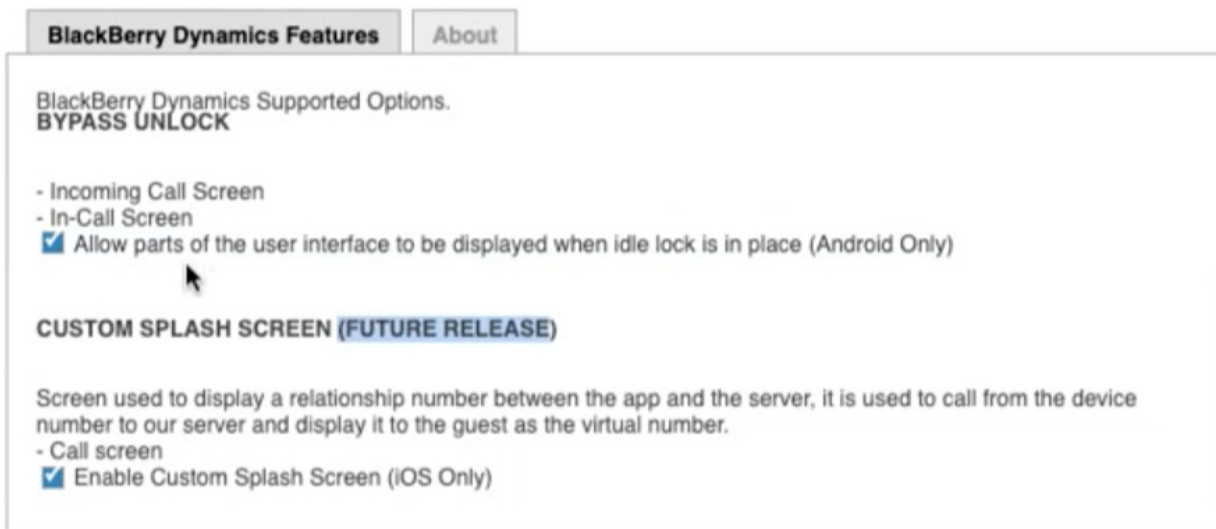 BlackBerry Dynamics Features
About
BlackBerry Dynamics Supported Options.
BYPASS UNLOCK
- Incoming Call Screen
- In-Call Screen
Allow parts of the user interface to be displayed when idle lock is in place (Android Only)
CUSTOM SPLASH SCREEN (FUTURE RELEASE)
Screen used to display a relationship number between the app and the server, it is used to call from the device
number to our server and display it to the guest as the virtual number.
- Call screen
Enable Custom Splash Screen (iOS Only)